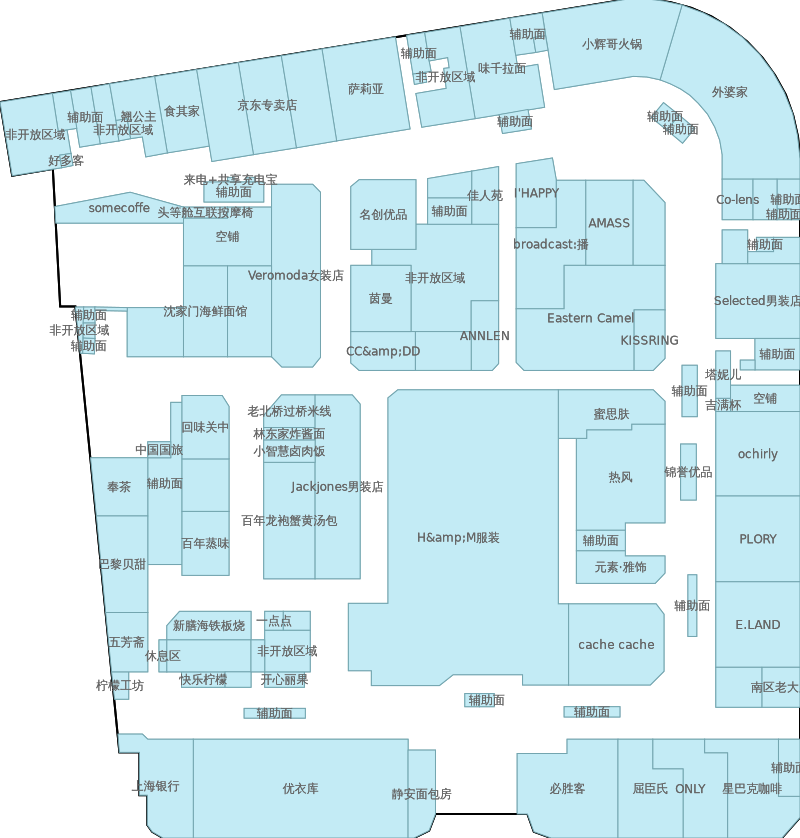 辅助面
小辉哥火锅
辅助面
味千拉面
非开放区域
萨莉亚
外婆家
京东专卖店
食其家
翘公主
辅助面
非开放区域
非开放区域
辅助面
辅助面
辅助面
好多客
来电+共享充电宝
辅助面
佳人苑
I'HAPPY
Co-lens
辅助面
somecoffe
头等舱互联按摩椅
名创优品
辅助面
辅助面
AMASS
空铺
broadcast:播
辅助面
Veromoda女装店
非开放区域
茵曼
Selected男装店
沈家门海鲜面馆
辅助面
非开放区域
辅助面
Eastern Camel
ANNLEN
KISSRING
CC&amp;DD
辅助面
塔妮儿
辅助面
空铺
吉满杯
老北桥过桥米线
蜜思肤
回味关中
林东家炸酱面
中国国旅
小智慧卤肉饭
ochirly
热风
锦誉优品
奉茶
辅助面
Jackjones男装店
百年龙袍蟹黄汤包
H&amp;M服装
PLORY
百年蒸味
辅助面
巴黎贝甜
元素·雅饰
辅助面
新膳海铁板烧
一点点
E.LAND
五芳斋
cache cache
休息区
非开放区域
快乐柠檬
开心丽果
柠檬工坊
南区老大
辅助面
辅助面
辅助面
辅助面
上海银行
优衣库
静安面包房
必胜客
屈臣氏
ONLY
星巴克咖啡